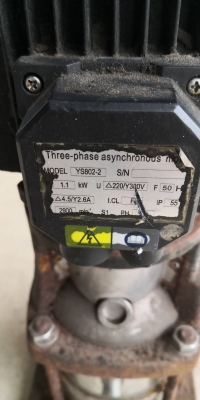 Three-phase asynchronous
MODEL YS802-2 S/N
1.1 kW U △220/Y380V F 50 H
△4.5/Y2.6A I.CL IP 55
S1